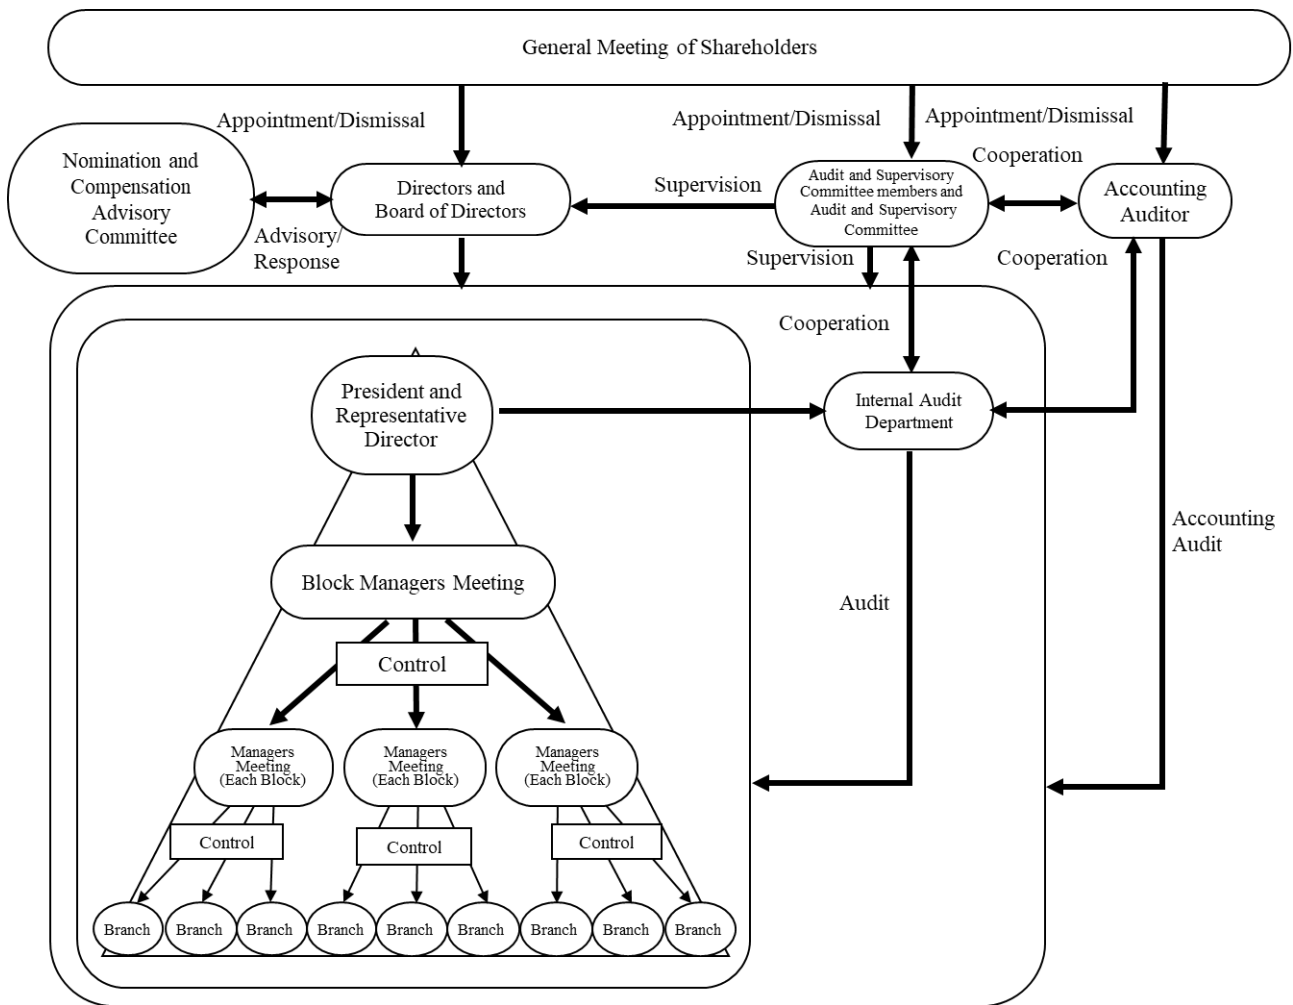 General Meeting of Shareholders
Appointment/Dismissal
Appointment/Dismissal
Appointment/Dismissal
Nomination and
Compensation
Advisory
Committee
Directors and
Board of Directors
Advisory/
Response
Supervision
Audit and Supervisory
Committee members and
Audit and Supervisory
Committee
Cooperation
Accounting
Auditor
Supervision
Cooperation
Cooperation
President and
Representative
Director
Internal Audit
Department
Accounting
Audit
Audit
Block Managers Meeting
Control
Managers
Meeting
(Each Block)
Managers
Meeting
(Each Block)
Managers
Meeting
(Each Block)
Control
Control
Control
Branch
Branch
Branch
Branch
Branch
Branch
Branch
Branch
Branch